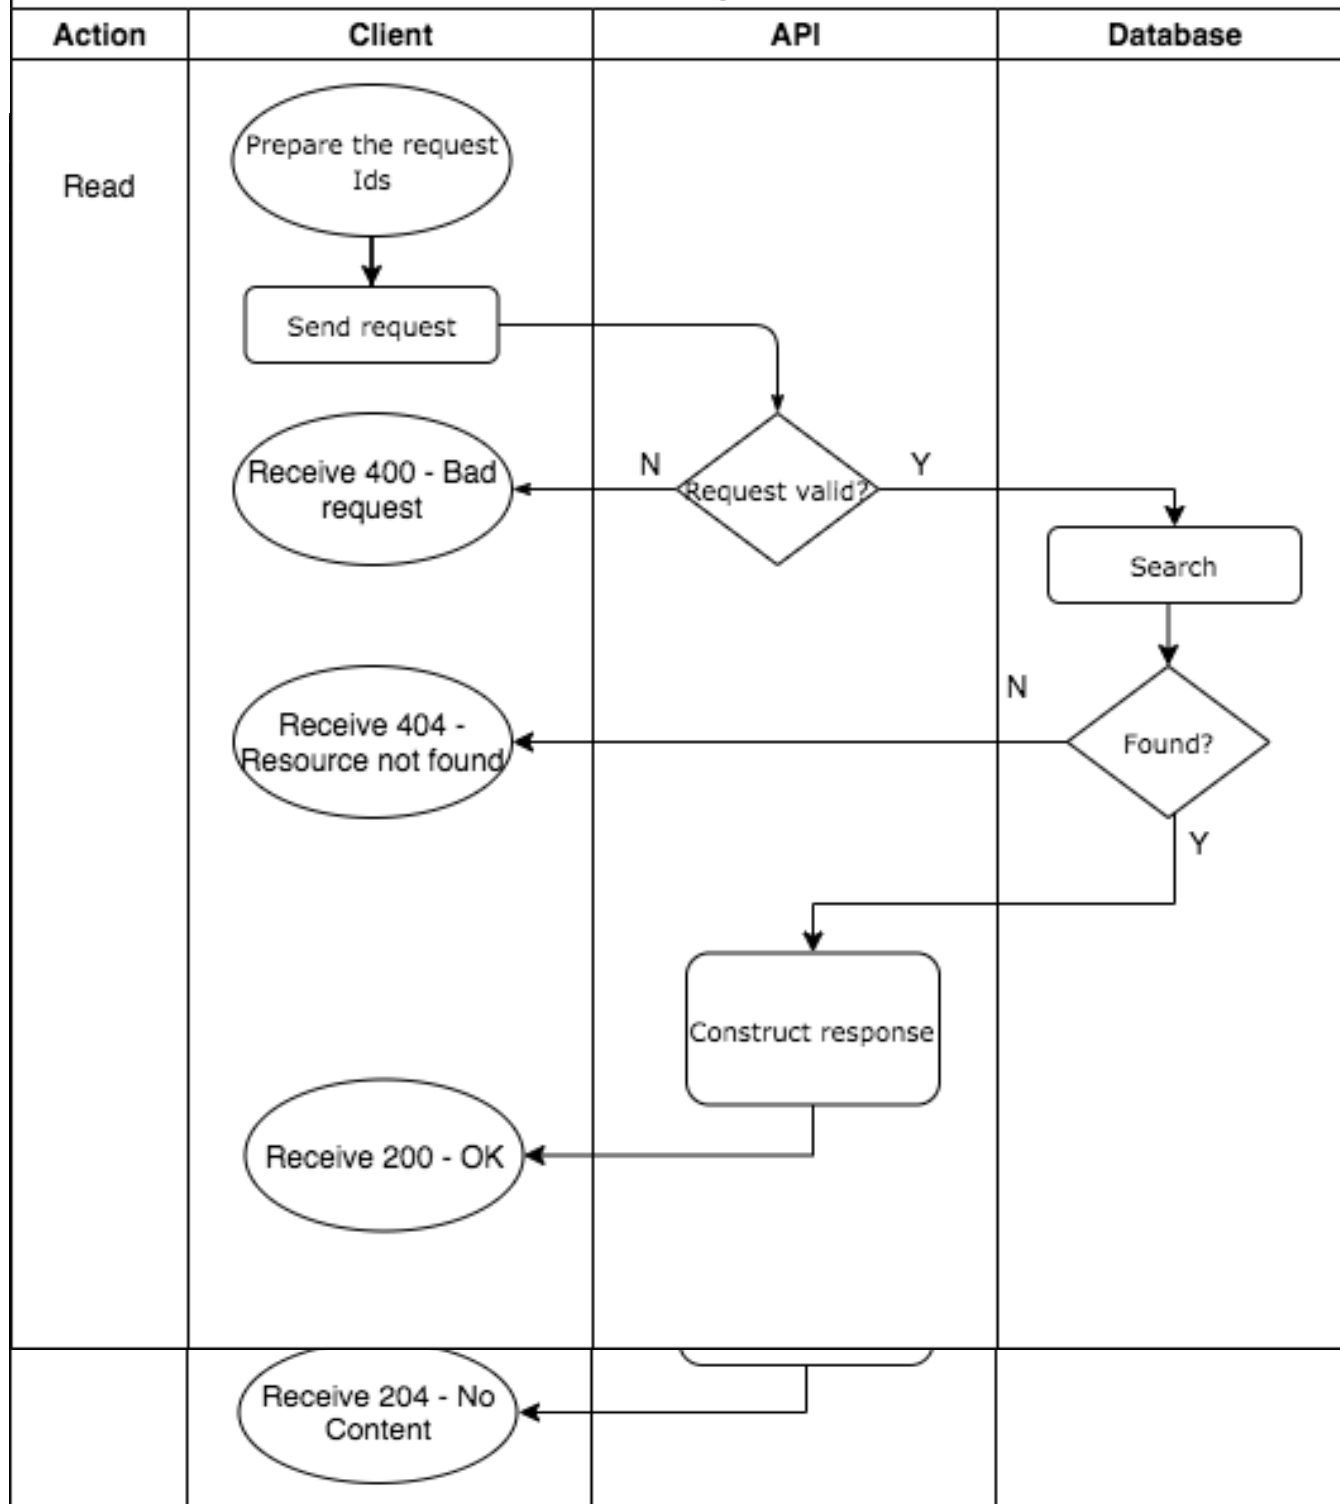 Action
Client
API
Database
Read
Prepare the request
Ids
Send request
Receive 400 - Bad
request
N
Request valid?
Y
Search
N
Receive 404 -
Resource not found
Found?
Y
Construct response
Receive 200 - OK
Receive 204 - No
Content